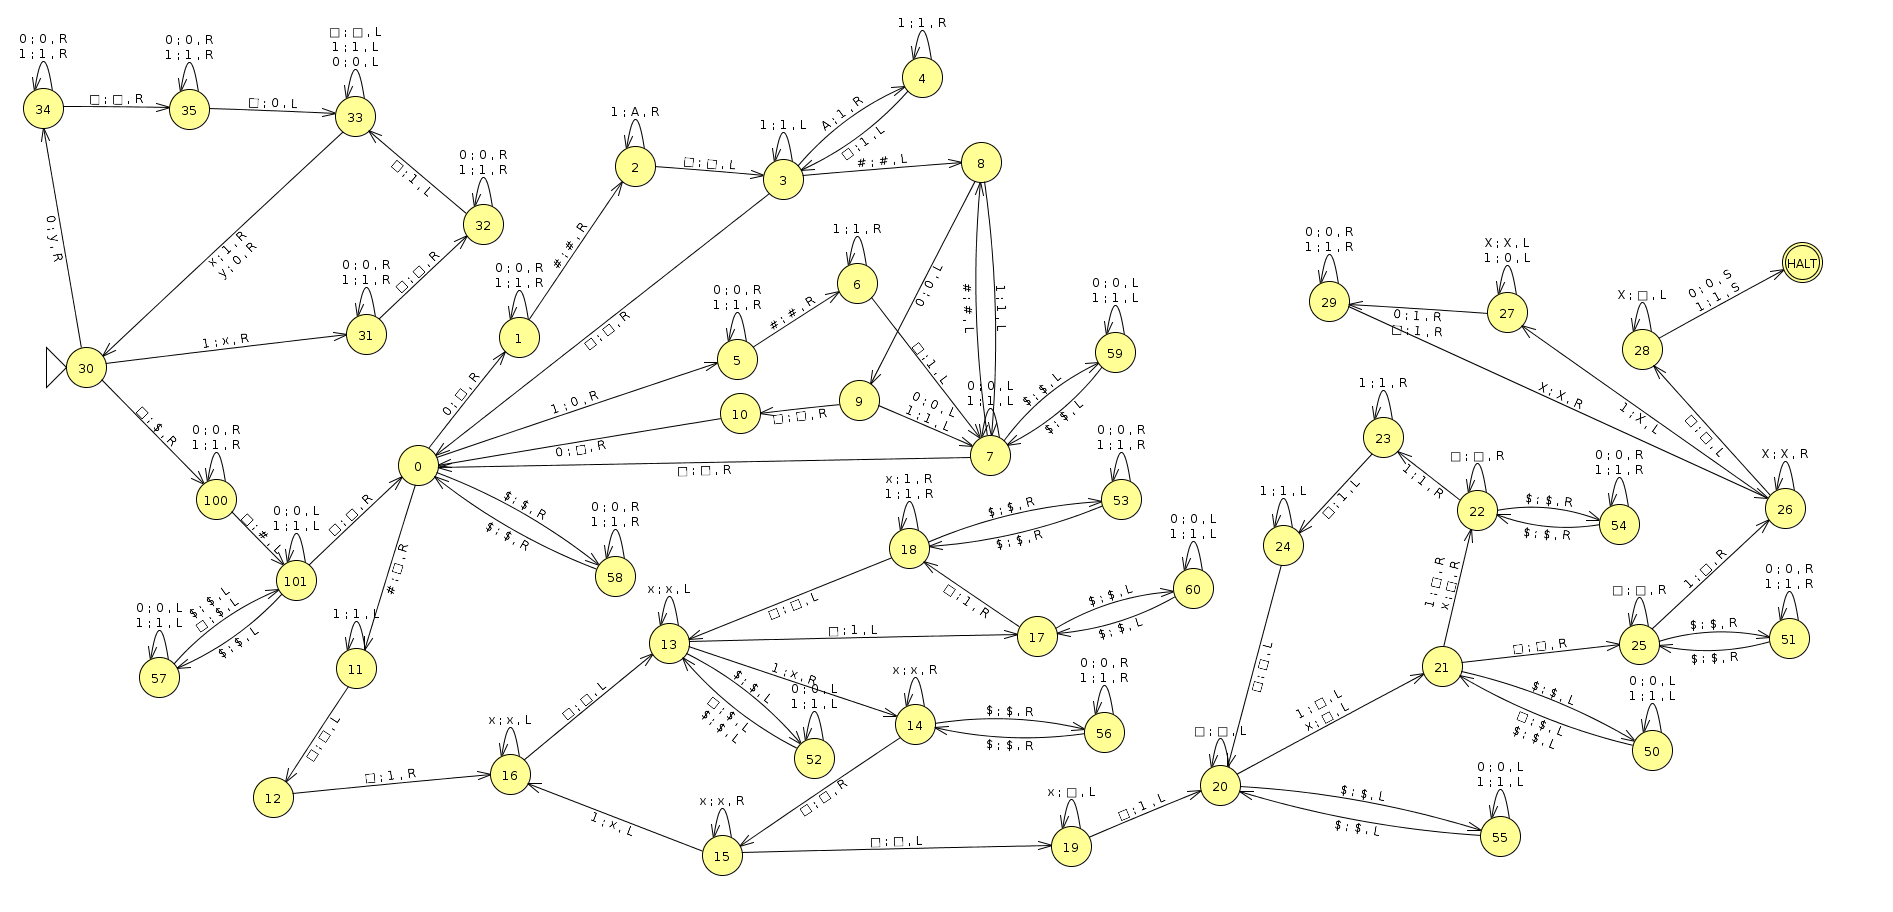 0 ; 0 , R
1 ; 1 , R
34
□ ; □ , R
0 ; 0 , R
1 ; 1 , R
35
□ ; 0 , L
□ ; □ , L
1 ; 1 , L
0 ; 0 , L
33
□ ; 1 , L
0 ; 0 , R
1 ; 1 , R
32
0 ; y , R
x ; 1 , R
y ; 0 , R
0 ; 0 , R
1 ; 1 , R
31
□ ; □ , R
30
1 ; x , R
□ ; $ , R
0 ; 0 , R
1 ; 1 , R
100
□ ; # , L
0 ; 0 , L
1 ; 1 , L
101
□ ; □ , R
$ ; $ , L
□ ; $ , L
$ ; $ , L
0 ; 0 , L
1 ; 1 , L
57
0
0 ; □ , R
0 ; 0 , R
1 ; 1 , R
1
# ; # , R
1 ; A , R
2
□ ; □ , L
1 ; 1 , L
3
A ; 1 , R
□ ; 1 , L
1 ; 1 , R
4
# ; # , L
8
□ ; □ , R
1 ; 0 , R
0 ; 0 , R
1 ; 1 , R
5
# ; # , R
1 ; 1 , R
6
□ ; 1 , L
0 ; 0 , L
# ; # , L
1 ; 1 , L
9
0 ; 0 , L
1 ; 1 , L
□ ; □ , R
10
0 ; □ , R
0 ; 0 , L
1 ; 1 , L
7
□ ; □ , R
$ ; $ , L
$ ; $ , L
0 ; 0 , L
1 ; 1 , L
59
$ ; $ , R
$ ; $ , R
0 ; 0 , R
1 ; 1 , R
58
# ; □ , R
1 ; 1 , L
11
□ ; □ , L
12
□ ; 1 , R
x ; x , L
16
□ ; □ , L
x ; x , L
13
□ ; 1 , L
□ ; □ , L
x ; 1 , R
1 ; 1 , R
18
$ ; $ , R
$ ; $ , R
0 ; 0 , R
1 ; 1 , R
53
□ ; 1 , R
17
$ ; $ , L
$ ; $ , L
0 ; 0 , L
1 ; 1 , L
60
1 ; x , R
$ ; $ , L
□ ; $ , L
$ ; $ , L
0 ; 0 , L
1 ; 1 , L
52
x ; x , R
14
$ ; $ , R
$ ; $ , R
0 ; 0 , R
1 ; 1 , R
56
□ ; □ , R
x ; x , R
15
1 ; x , L
□ ; □ , L
x ; □ , L
19
□ ; 1 , L
□ ; □ , L
20
$ ; $ , L
$ ; $ , L
0 ; 0 , L
1 ; 1 , L
55
1 ; □ , L
x ; □ , L
21
$ ; $ , L
□ ; $ , L
$ ; $ , L
0 ; 0 , L
1 ; 1 , L
50
1 ; □ , R
x ; □ , R
□ ; □ , R
22
$ ; $ , R
$ ; $ , R
0 ; 0 , R
1 ; 1 , R
54
1 ; 1 , R
1 ; 1 , R
23
□ ; 1 , L
1 ; 1 , L
24
□ ; □ , L
□ ; □ , R
□ ; □ , R
25
$ ; $ , R
$ ; $ , R
0 ; 0 , R
1 ; 1 , R
51
1 ; □ , R
X ; X , R
26
1 ; X , L
X ; X , L
1 ; 0 , L
27
0 ; 1 , R
□ ; 1 , R
0 ; 0 , R
1 ; 1 , R
29
X ; X , R
□ ; □ , L
X ; □ , L
28
0 ; 0 , S
1 ; 1 , S
HALT